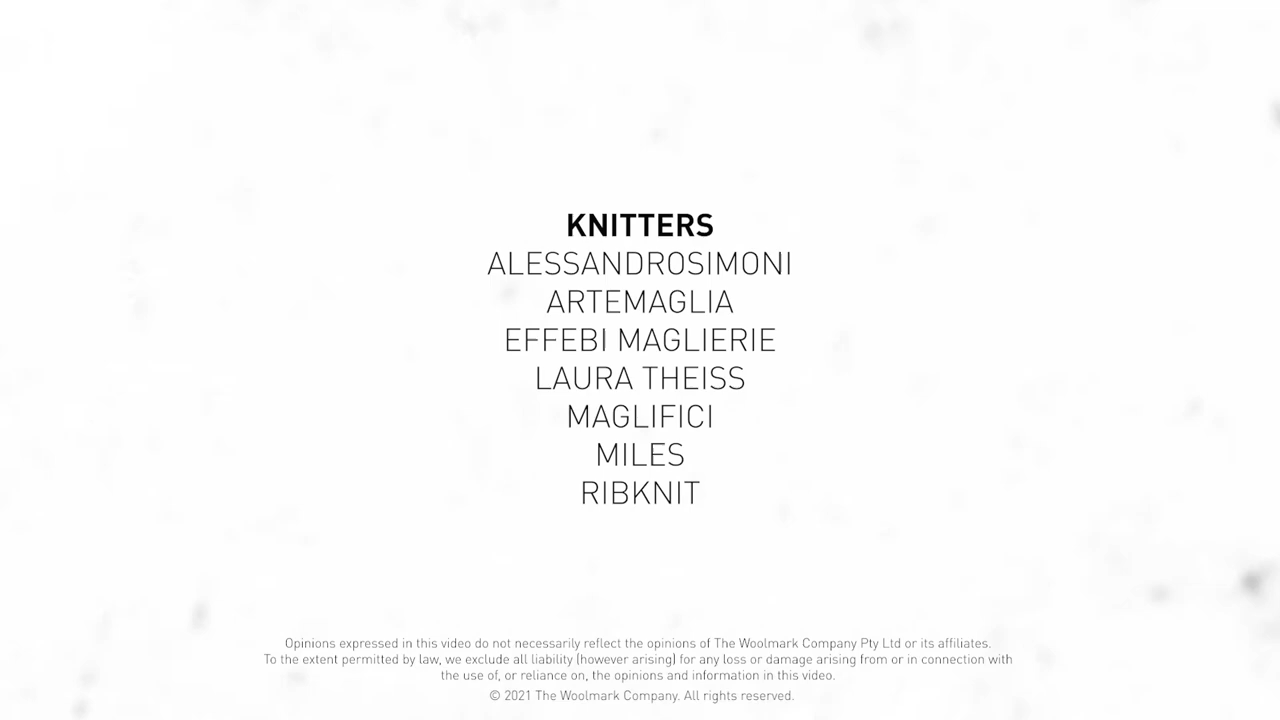 KNITTERS
ALESSANDROSIMONI
ARTEMAGLIA
EFFEBI MAGLIERIE
LAURA THEISS
MAGLIFICI
MILES
RIBKNIT
Opinions expressed in this video do not necessarily reflect the opinions of The Woolmark Company Pty Ltd or its affiliates.
To the extent permitted by law, we exclude all liability (however arising) for any loss or damage arising from or in connection with
the use of, or reliance on, the opinions and information in this video.
© 2021 The Woolmark Company. All rights reserved.